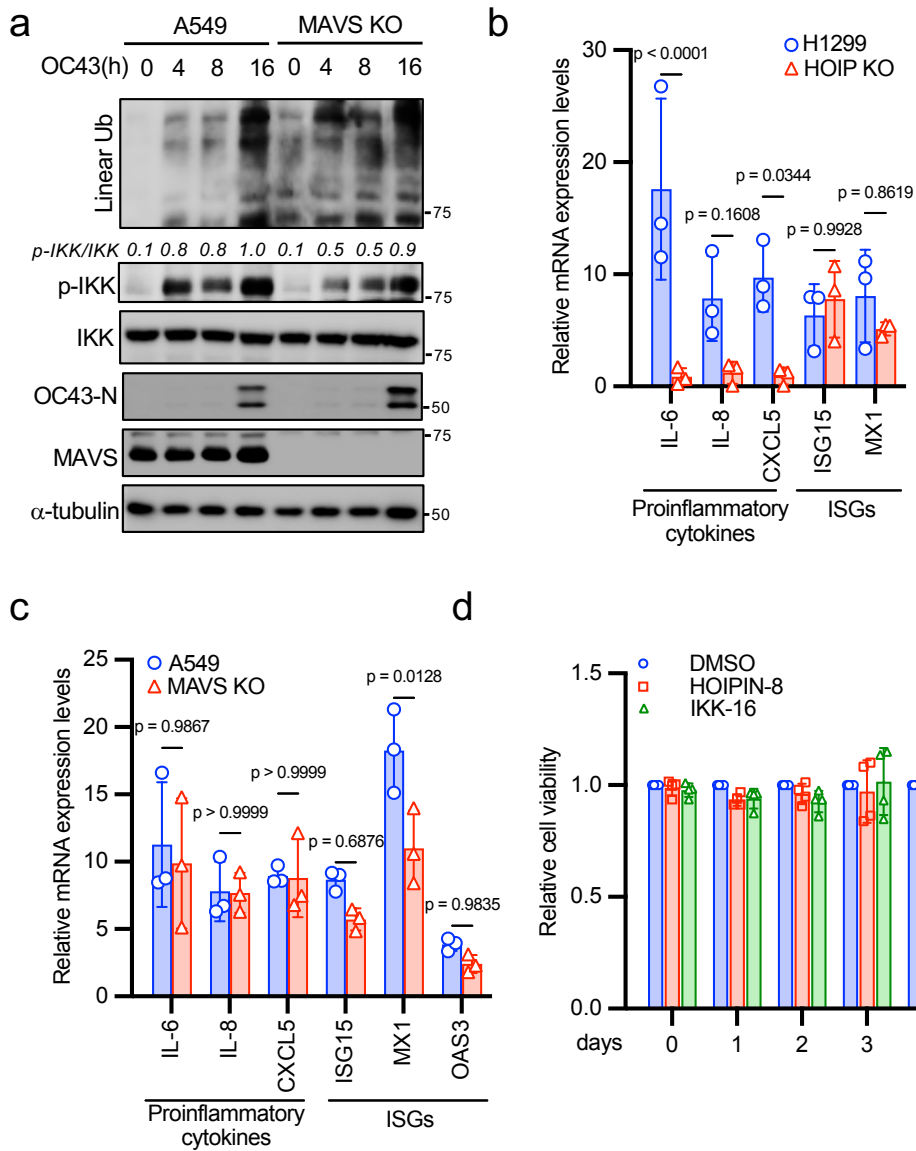 a
A549 MAVS KO
OC43(h) 0 4 8 16 0 4 8 16
Linear Ub
75
p-IKK/IKK 0.1 0.8 0.8 1.0 0.1 0.5 0.5 0.9
p-IKK
75
IKK
75
OC43-N
50
75
MAVS
α-tubulin
50
b
H1299
HOIP KO
p < 0.0001
p = 0.1608
p = 0.0344
p = 0.9928
p = 0.8619
Relative mRNA expression levels
30
20
10
0
IL-6 IL-8 CXCL5 ISG15 MX1
Proinflammatory
cytokines
ISGs
c
A549
MAVS KO
p = 0.9867
p > 0.9999
p > 0.9999
p = 0.6876
p = 0.0128
p = 0.9835
Relative mRNA expression levels
25
20
15
10
5
0
IL-6 IL-8 CXCL5 ISG15 MX1 OAS3
Proinflammatory
cytokines
ISGs
d
DMSO
HOIPIN-8
IKK-16
Relative cell viability
1.5
1.0
0.5
0.0
days 0 1 2 3